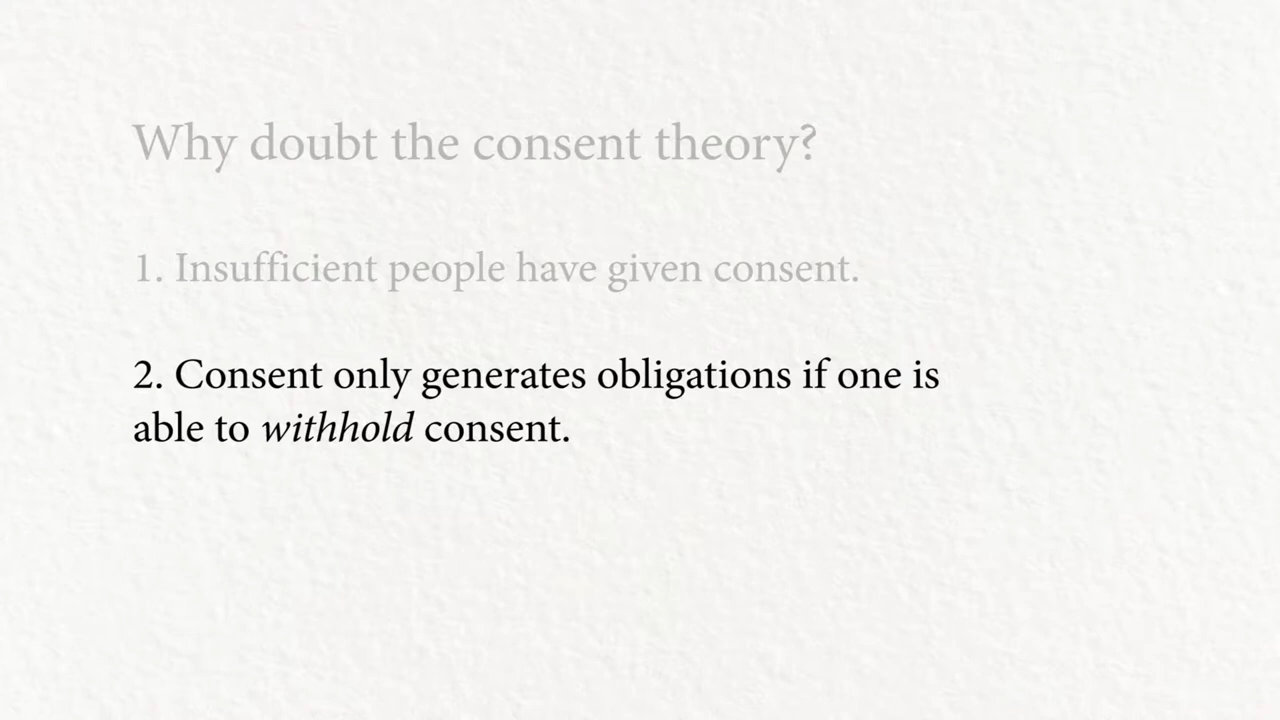 Why doubt the consent theory?
1. Insufficient people have given consent.
2. Consent only generates obligations if one is
able to withhold consent.